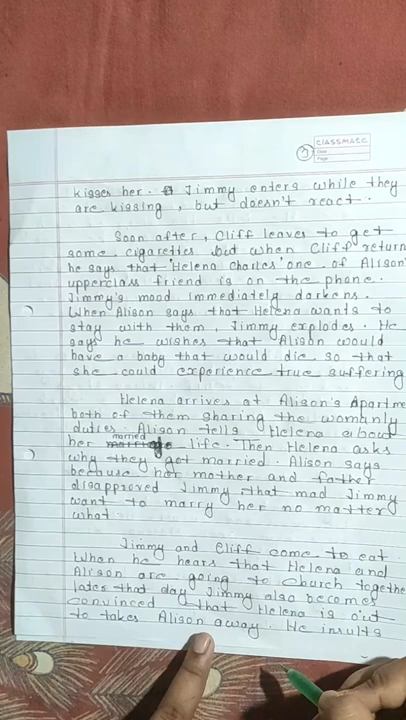 CLASSMATE
Date
Page
3
kisses her. Jimmy enters while they
are kissing, but doesn't react.
Soon after, Cliff leaves to get
some cigarettes, but when Cliff return
he says that 'Helena charles' one of Alison'
upperclass friend is on the phone.
Jimmy's mood immediately darkens.
When Alison says that Helena wants to
stay with them, Jimmy explodes. He
says he wishes that Alison would
have a baby that would die so that
she could experience true suffering
Helena arrives at Alison's Apartme
both of them sharing the womanly
duties. Alison tells Helena about
her married life. Then Helena asks
why they get married. Alison says
because her mother and father
disapproved Jimmy that mad Jimmy
want to marry her no matter
what.
Jimmy and Cliff come to eat.
When he hears that Helena and
Alison are going to Church togethe
later that day Jimmy also becomes
convinced that Helena is out
to takes Alison away. He insults